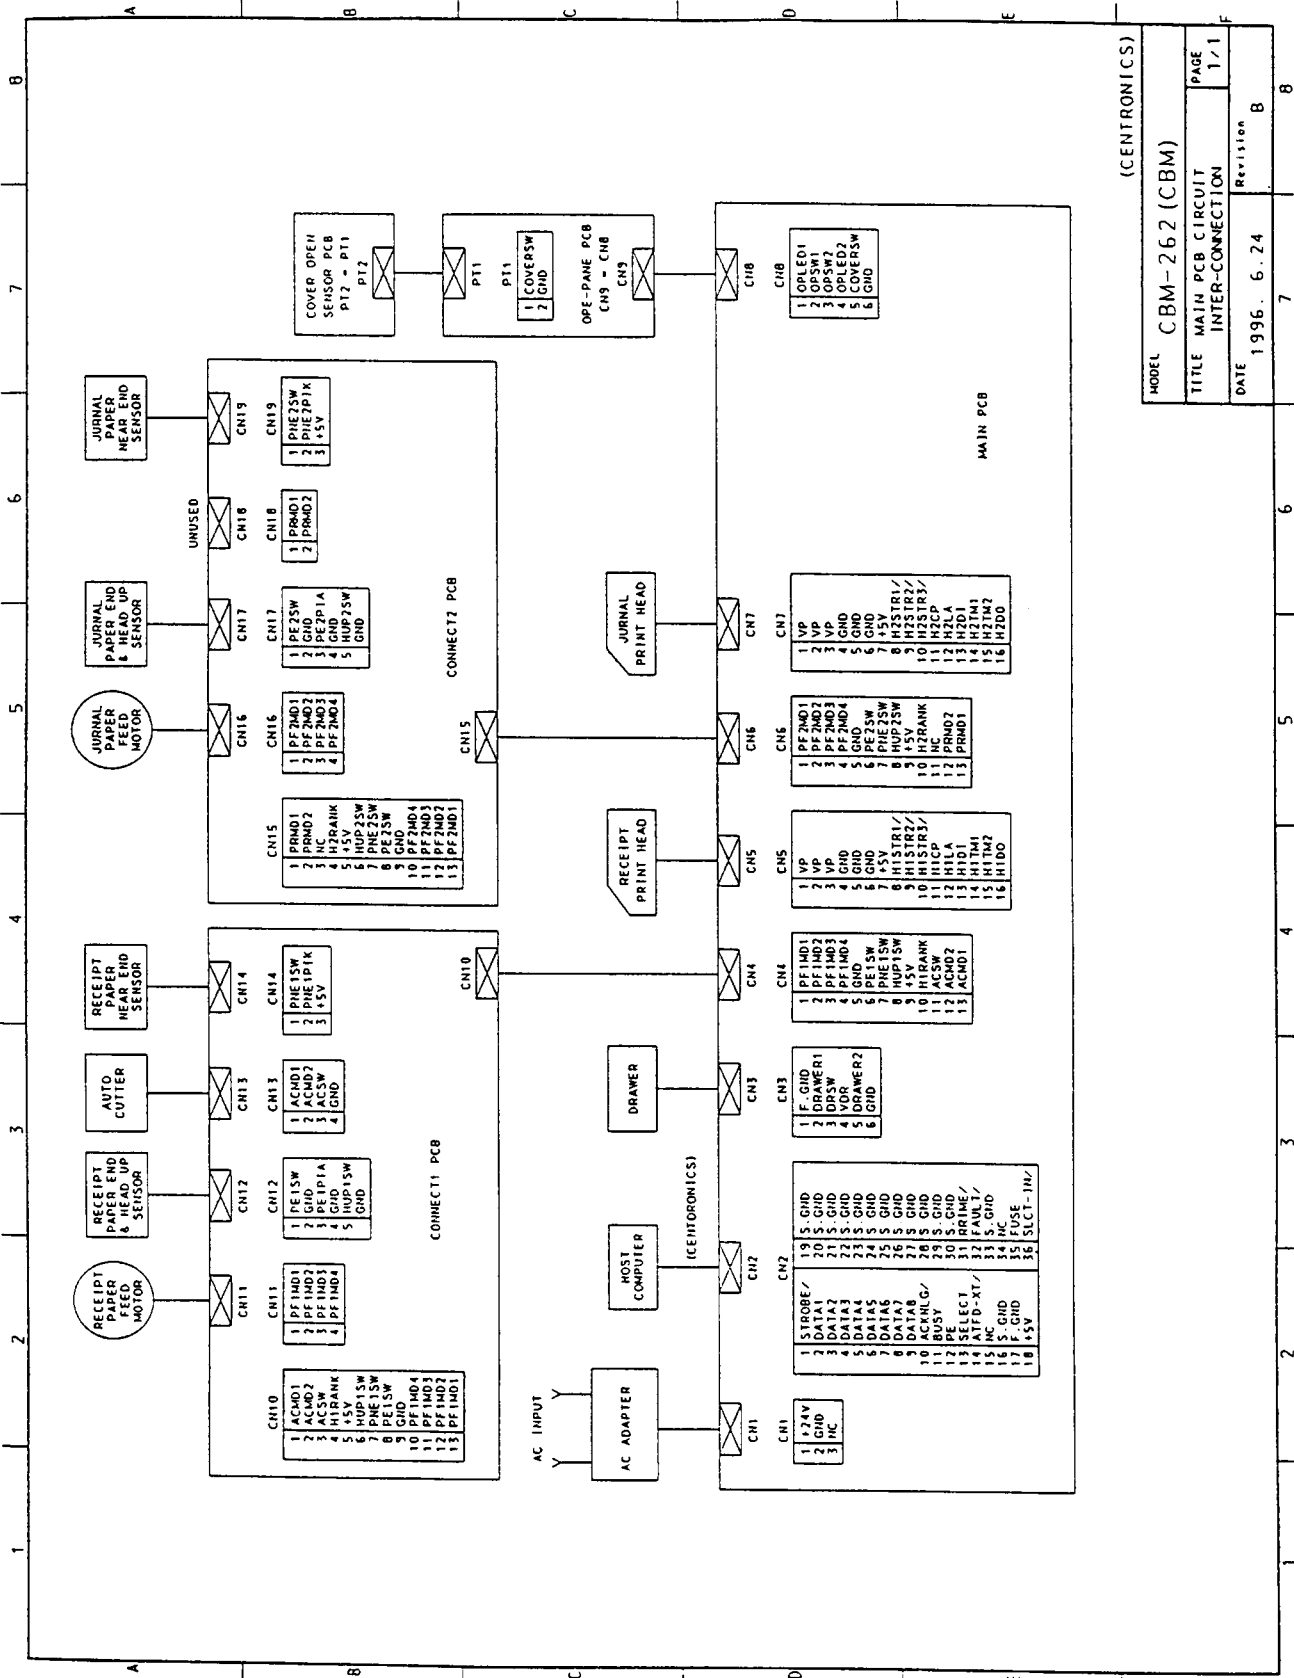 1 2 3 4 5 6 7 8
A
B
C
D
E
F
RECEIPT
PAPER
FEED
MOTOR
RECEIPT
PAPER END
& HEAD UP
SENSOR
AUTO
CUTTER
RECEIPT
PAPER
NEAR END
SENSOR
JURNAL
PAPER
FEED
MOTOR
JURNAL
PAPER END
& HEAD UP
SENSOR
UNUSED
JURNAL
PAPER
NEAR END
SENSOR
CN11
CN12
CN13
CN14
CN16
CN17
CN18
CN19
CN10
1 ACMD1
2 ACMD2
3 ACSW
4 H1RANK
5 +5V
6 HUP1SW
7 PNE1SW
8 PE1SW
9 GND
10 PF1MD4
11 PF1MD3
12 PF1MD2
13 PF1MD1
CN11
1 PF1MD1
2 PF1MD2
3 PF1MD3
4 PF1MD4
CN12
1 PE1SW
2 GND
3 PE1P1A
4 GND
5 HUP1SW
GND
CN13
1 ACMD1
2 ACMD2
3 ACSW
4 GND
CN14
1 PNE1SW
2 PNE1P1K
3 +5V
CONNECT1 PCB
CN10
CN15
1 PRMD1
2 PRMD2
3 NC
4 H2RANK
5 +5V
6 HUP2SW
7 PNE2SW
8 PE2SW
9 GND
10 PF2MD4
11 PF2MD3
12 PF2MD2
13 PF2MD1
CN16
1 PF2MD1
2 PF2MD2
3 PF2MD3
4 PF2MD4
CN17
1 PE2SW
2 GND
3 PE2P1A
4 GND
5 HUP2SW
GND
CN18
1 PRMD1
2 PRMD2
CN19
1 PNE2SW
2 PNE2P1K
3 +5V
CONNECT2 PCB
CN15
COVER OPEN
SENSOR PCB
PT2 - PT1
PT2
PT1
PT1
1 COVERSW
2 GND
OPE-PANE PCB
CN9 - CN8
CN9
AC INPUT
AC ADAPTER
HOST
COMPUTER
(CENTORONICS)
DRAWER
RECEIPT
PRINT HEAD
JURNAL
PRINT HEAD
CN1
CN2
CN3
CN4
CN5
CN6
CN7
CN8
CN1
1 +24V
2 GND
3 NC
CN2
1 STROBE/ 19 S.GND
2 DATA1 20 S.GND
3 DATA2 21 S.GND
4 DATA3 22 S.GND
5 DATA4 23 S.GND
6 DATA5 24 S.GND
7 DATA6 25 S.GND
8 DATA7 26 S.GND
9 DATA8 27 S.GND
10 ACKNLG/ 28 S.GND
11 BUSY 29 S.GND
12 PE 30 S.GND
13 SELECT 31 RRIME/
14 ATFD-XT/ 32 FAULT/
15 NC 33 S.GND
16 S.GND 34 NC
17 F.GND 35 FUSE
18 +5V 36 SLCT-IN/
CN3
1 F.GND
2 DRAWER1
3 DRSW
4 VDR
5 DRAWER2
6 GND
CN4
1 PF1MD1
2 PF1MD2
3 PF1MD3
4 PF1MD4
5 GND
6 PE1SW
7 PNE1SW
8 HUP1SW
9 +5V
10 H1RANK
11 ACSW
12 ACMD2
13 ACMD1
CN5
1 VP
2 VP
3 VP
4 GND
5 GND
6 GND
7 +5V
8 H1STR1/
9 H1STR2/
10 H1STR3/
11 H1CP
12 H1LA
13 H1DI
14 H1TM1
15 H1TM2
16 H1DO
CN6
1 PF2MD1
2 PF2MD2
3 PF2MD3
4 PF2MD4
5 GND
6 PE2SW
7 PNE2SW
8 HUP2SW
9 +5V
10 H2RANK
11 NC
12 PRMD2
13 PRMD1
CN7
1 VP
2 VP
3 VP
4 GND
5 GND
6 GND
7 +5V
8 H2STR1/
9 H2STR2/
10 H2STR3/
11 H2CP
12 H2LA
13 H2DI
14 H2TM1
15 H2TM2
16 H2DO
CN8
1 OPLED1
2 OPSW1
3 OPSW2
4 OPLED2
5 COVERSW
6 GND
MAIN PCB
(CENTRONICS)
MODEL CBM-262 (CBM)
TITLE MAIN PCB CIRCUIT
INTER-CONNECTION
PAGE 1/1
DATE 1996. 6.24
Revision B
A
B
C
D
1 2 3 4 5 6 7 8